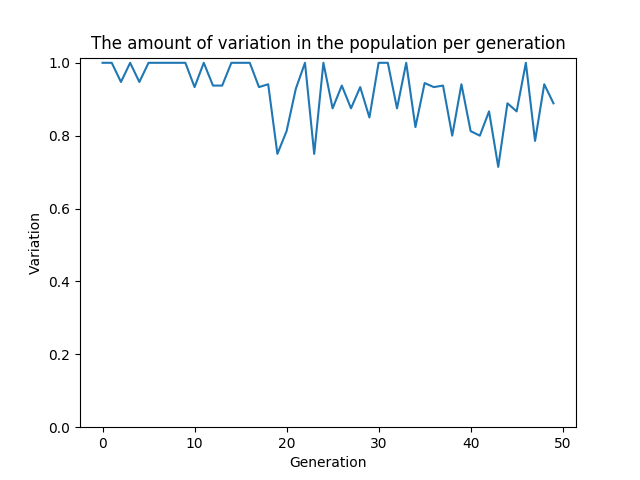 The amount of variation in the population per generation
1.0
0.8
0.6
0.4
0.2
0.0
Variation
0 10 20 30 40 50
Generation